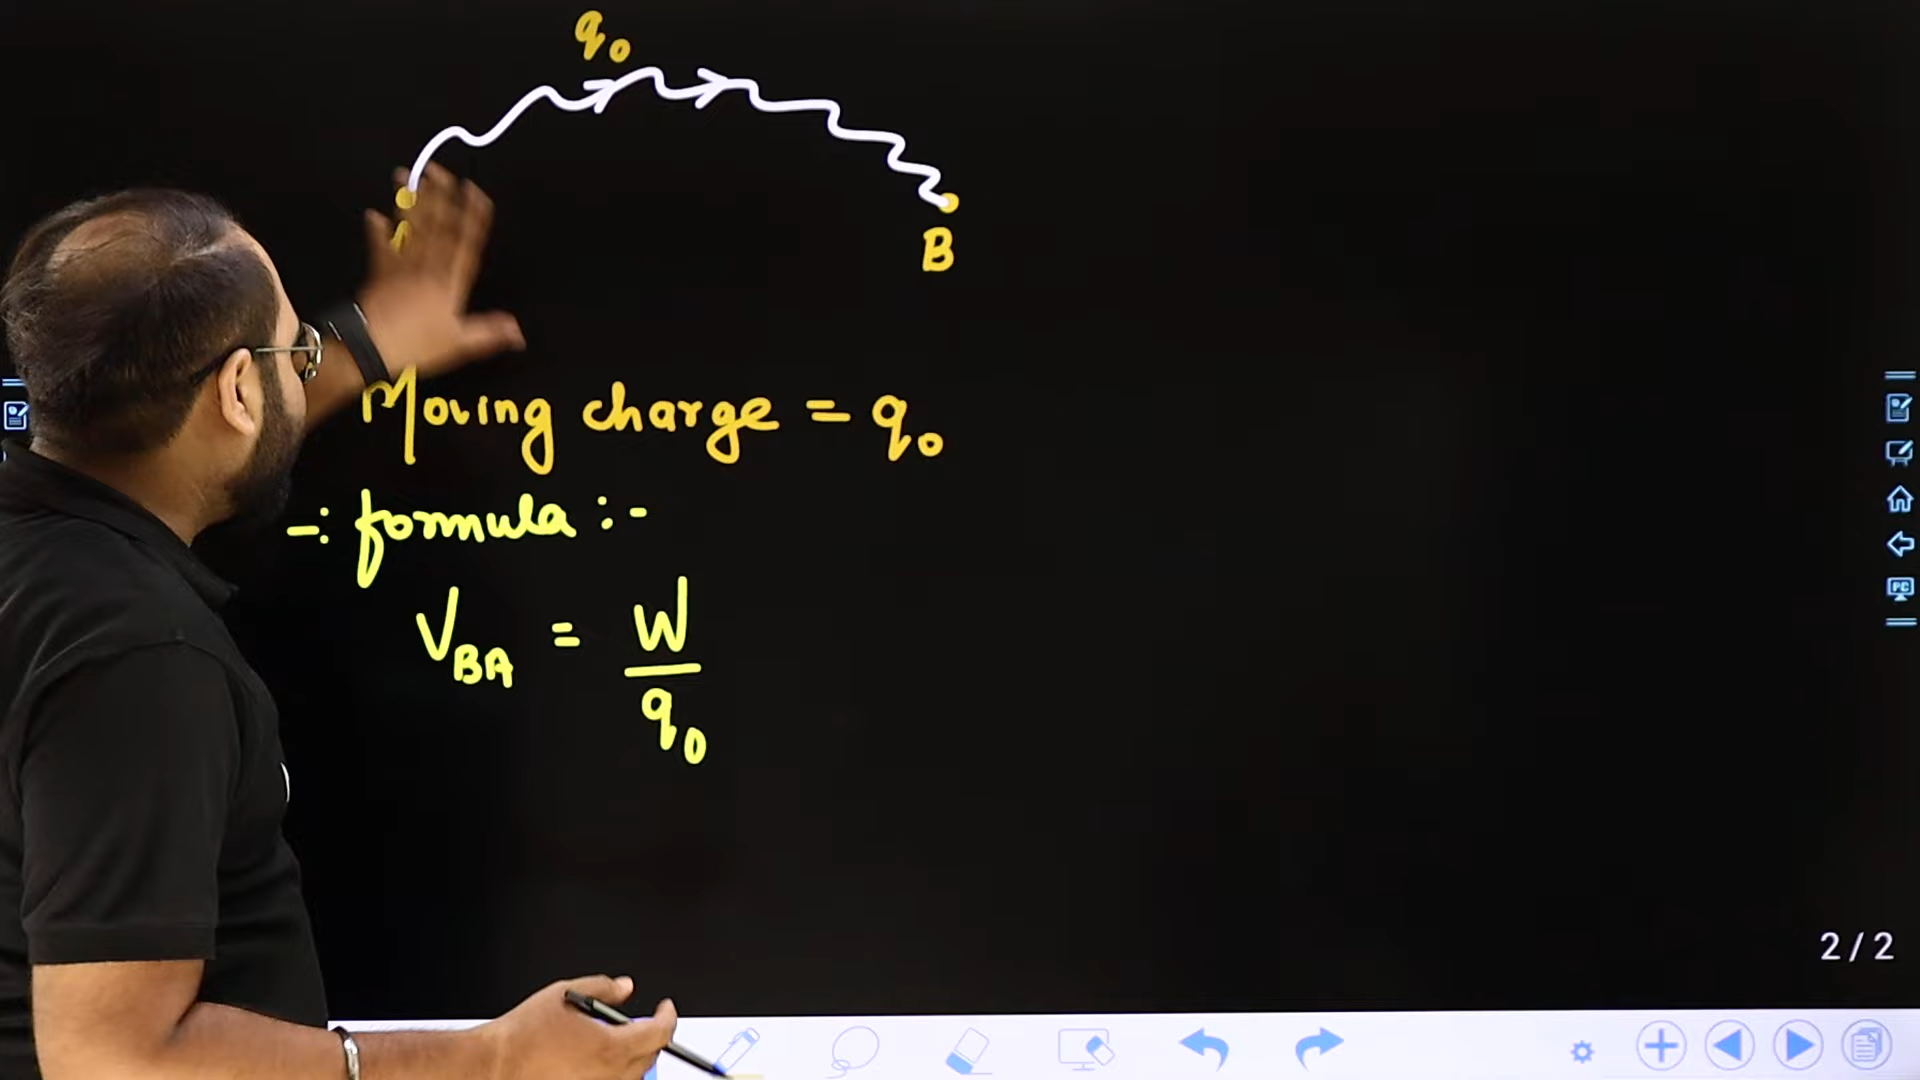 q₀
B
Moving charge = q₀
-: formula :-
V_BA = W/q₀
2/2